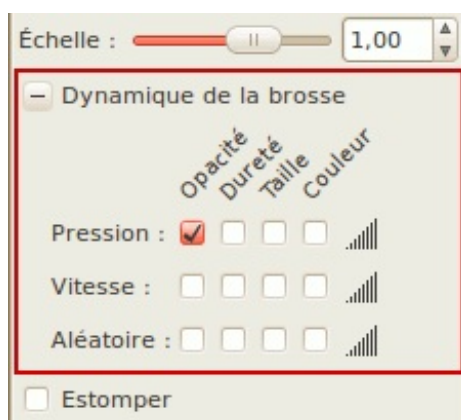 Échelle : 1,00
Dynamique de la brosse
Opacité Dureté Taille Couleur
Pression :
Vitesse :
Aléatoire :
Estomper